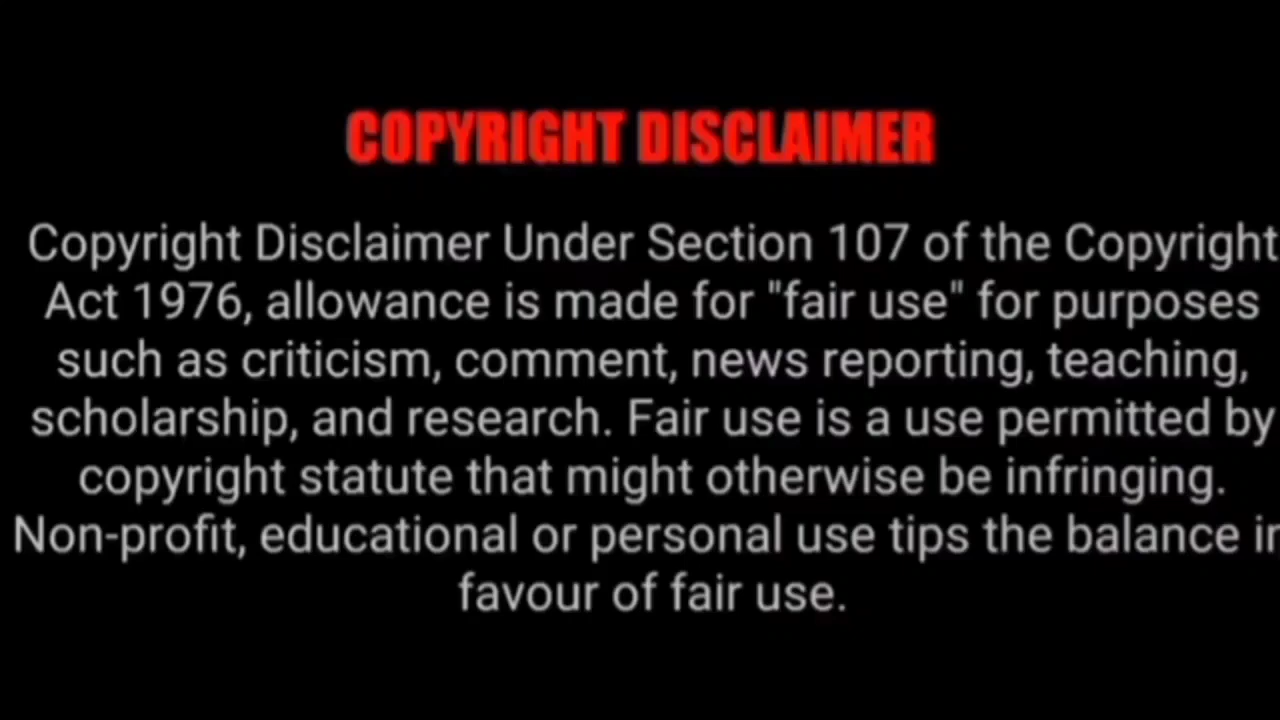 COPYRIGHT DISCLAIMER
Copyright Disclaimer Under Section 107 of the Copyright
Act 1976, allowance is made for "fair use" for purposes
such as criticism, comment, news reporting, teaching,
scholarship, and research. Fair use is a use permitted by
copyright statute that might otherwise be infringing.
Non-profit, educational or personal use tips the balance in
favour of fair use.